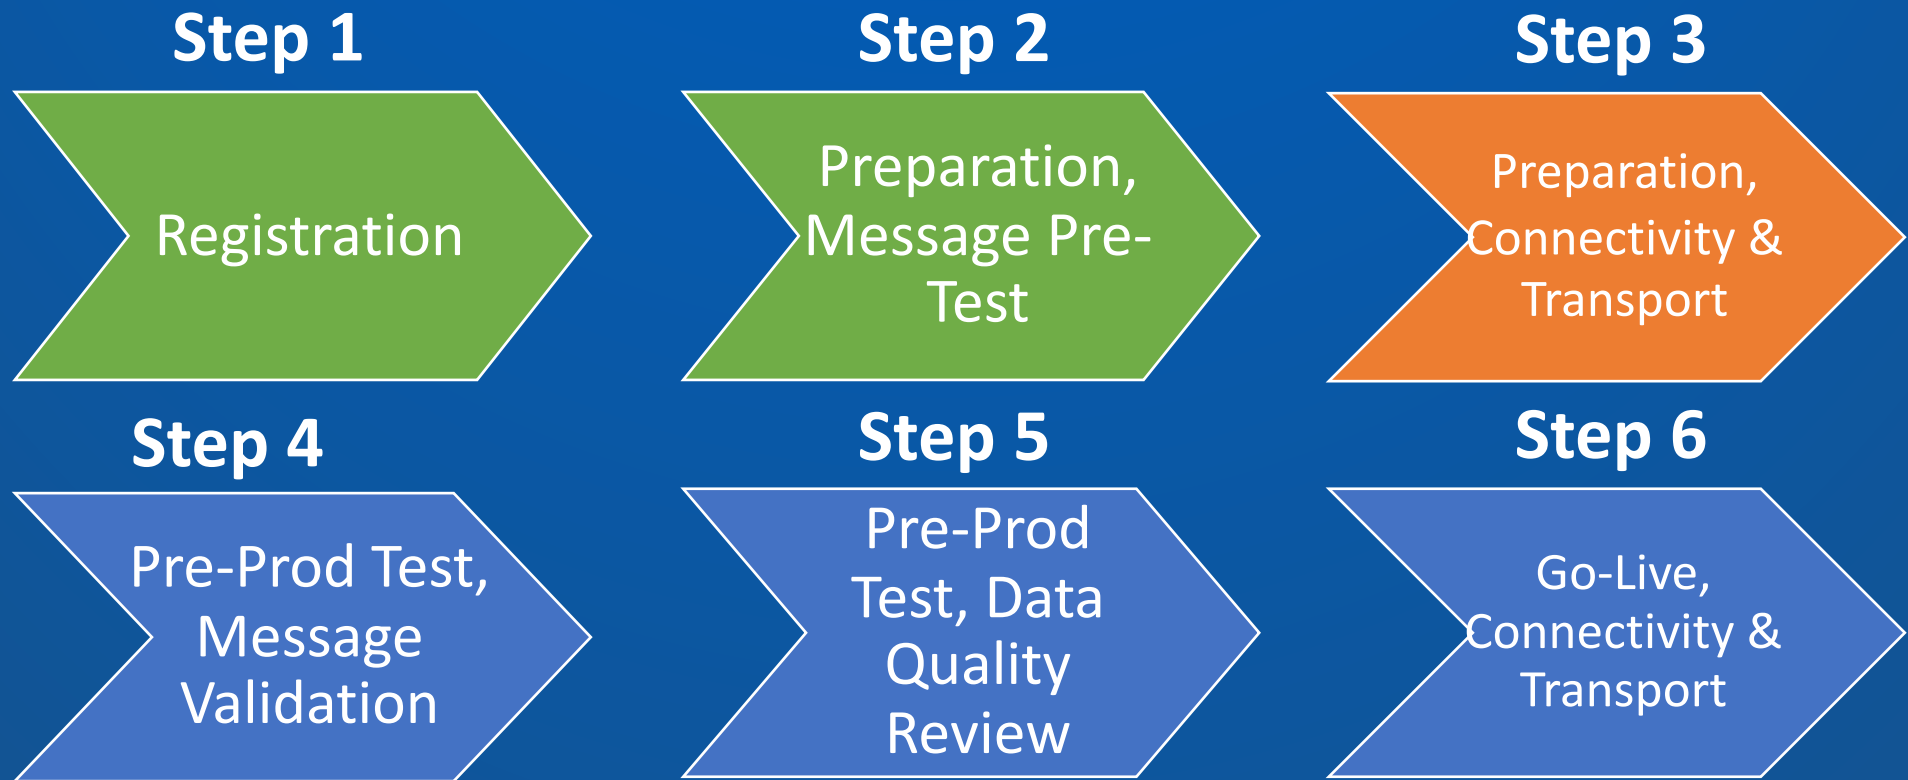 Step 1
Registration
Step 2
Preparation,
Message Pre-
Test
Step 3
Preparation,
Connectivity &
Transport
Step 4
Pre-Prod Test,
Message
Validation
Step 5
Pre-Prod
Test, Data
Quality
Review
Step 6
Go-Live,
Connectivity &
Transport